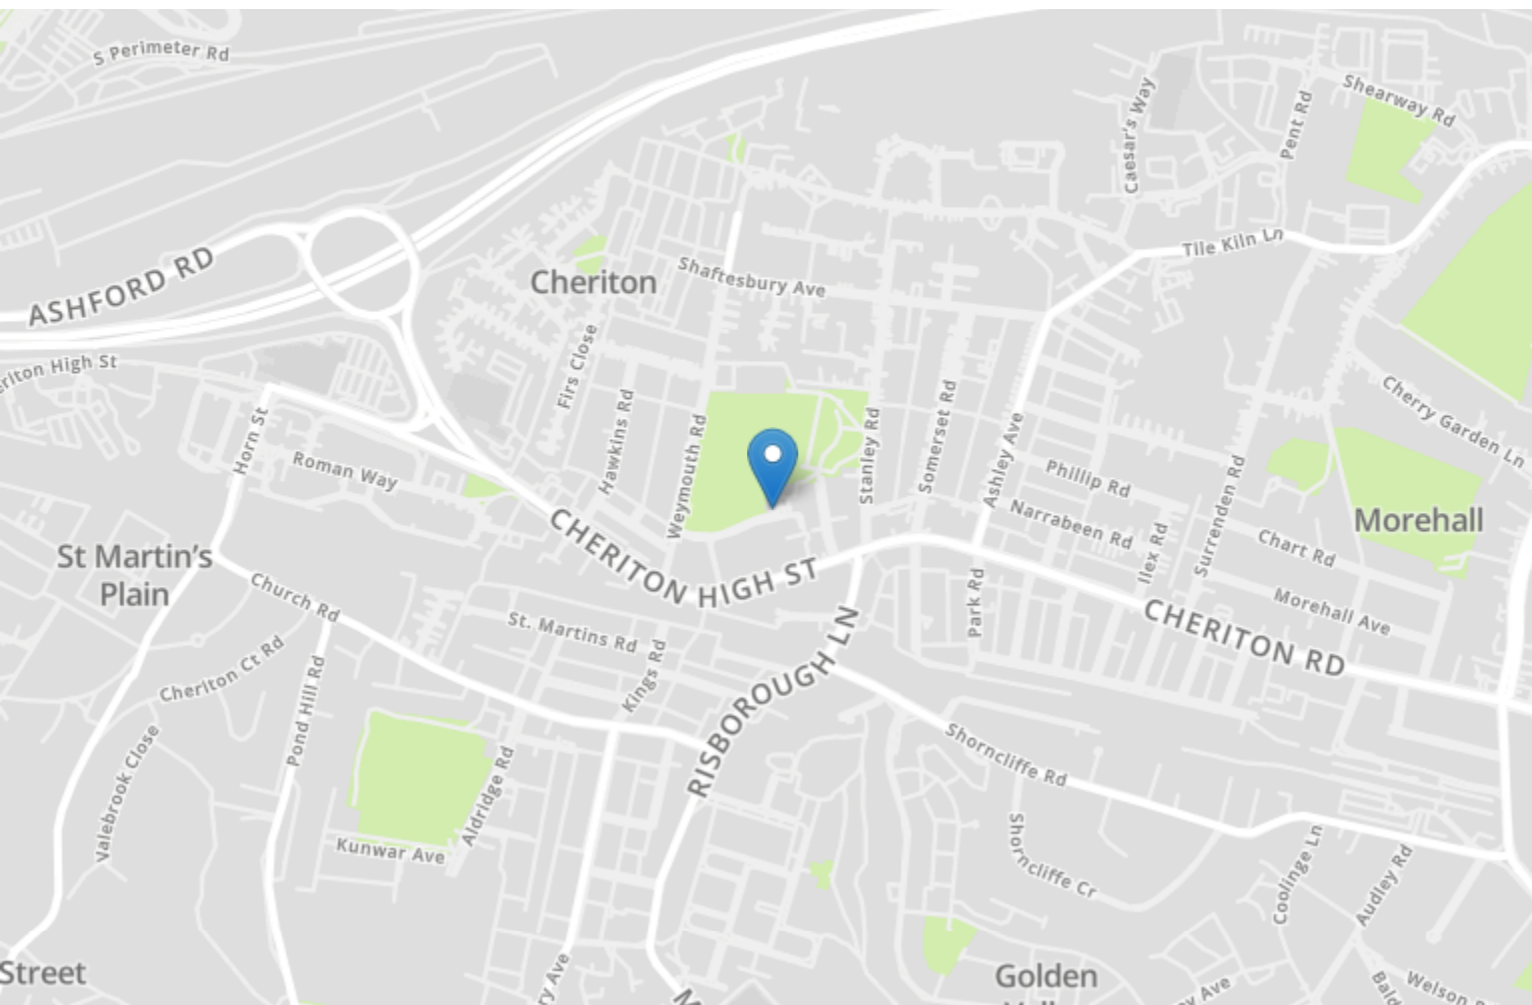 S Perimeter Rd
Shearway Rd
Caesar's Way
Pent Rd
ASHFORD RD
Tile Kiln Ln
Cheriton
Shaftesbury Ave
riton High St
Firs Close
Hawkins Rd
Weymouth Rd
Stanley Rd
Somerset Rd
Ashley Ave
Cherry Garden Ln
Horn St
Roman Way
Phillip Rd
Narrabeen Rd
Ilex Rd
Surrenden Rd
Chart Rd
Morehall
CHERITON HIGH ST
St Martin's
Plain
Church Rd
Park Rd
Morehall Ave
CHERITON RD
St. Martins Rd
Kings Rd
RISBOROUGH LN
Cheriton Ct Rd
Pond Hill Rd
Valebrook Close
Aldridge Rd
Kunwar Ave
Shorncliffe Rd
Shorncliffe Cr
Coolinge Ln
Audley Rd
Street
ry Ave
Golden
Ave
Welson